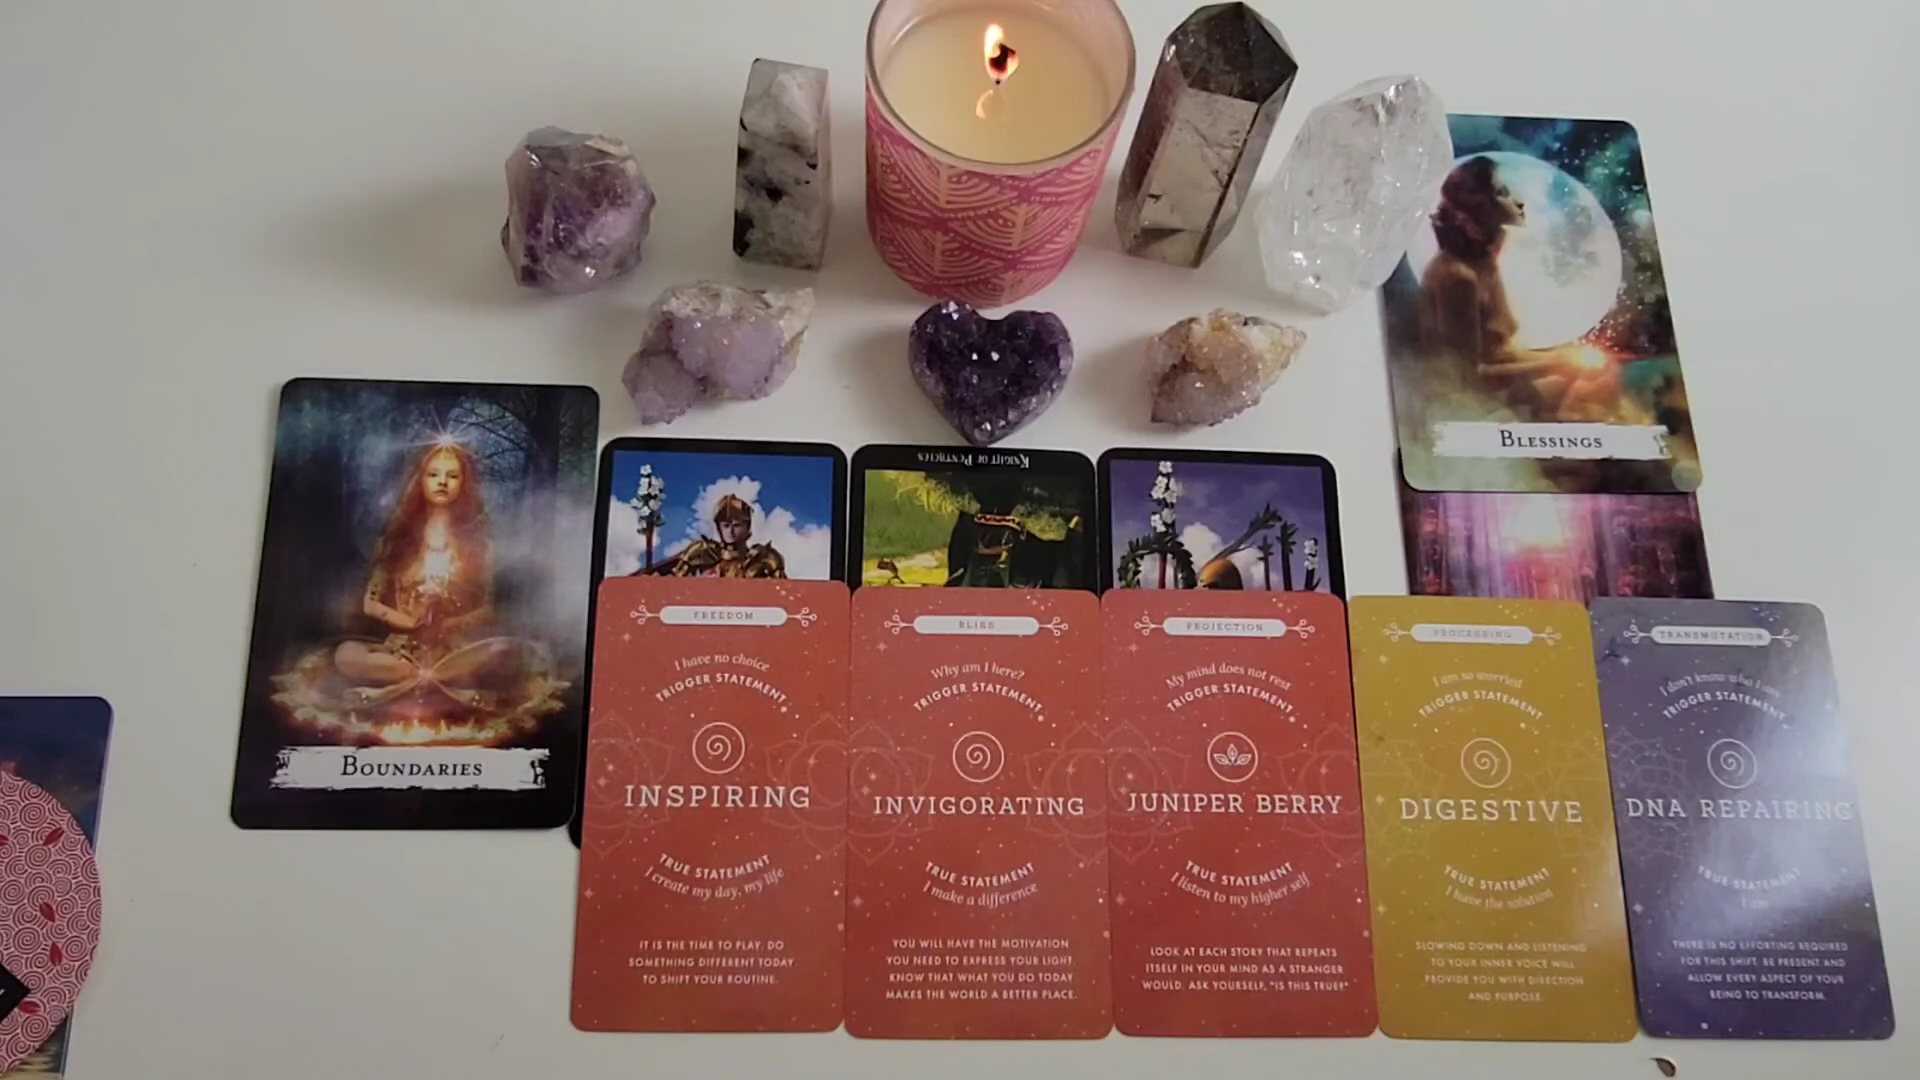 BLESSINGS
KNIGHT OF PENTACLES
BOUNDARIES
FREEDOM
I have no choice
TRIGGER STATEMENT
INSPIRING
TRUE STATEMENT
I create my day, my life
IT IS THE TIME TO PLAY. DO
SOMETHING DIFFERENT TODAY
TO SHIFT YOUR ROUTINE.
BLISS
Why am I here?
TRIGGER STATEMENT
INVIGORATING
TRUE STATEMENT
I make a difference
YOU WILL HAVE THE MOTIVATION
YOU NEED TO EXPRESS YOUR LIGHT.
KNOW THAT WHAT YOU DO TODAY
MAKES THE WORLD A BETTER PLACE.
PROJECTION
My mind does not rest
TRIGGER STATEMENT
JUNIPER BERRY
TRUE STATEMENT
I listen to my higher self
LOOK AT EACH STORY THAT REPEATS
ITSELF IN YOUR MIND AS A STRANGER
WOULD. ASK YOURSELF, "IS THIS TRUE?"
PROCESSING
I am so worried
TRIGGER STATEMENT
DIGESTIVE
TRUE STATEMENT
I have the solution
SLOWING DOWN AND LISTENING
TO YOUR INNER VOICE WILL
PROVIDE YOU WITH DIRECTION
AND PURPOSE.
TRANSMUTATION
I don't know who I am
TRIGGER STATEMENT
DNA REPAIRING
TRUE STATEMENT
I am
THERE IS NO EFFORTING REQUIRED
FOR THIS SHIFT. BE PRESENT AND
ALLOW EVERY ASPECT OF YOUR
BEING TO TRANSFORM.